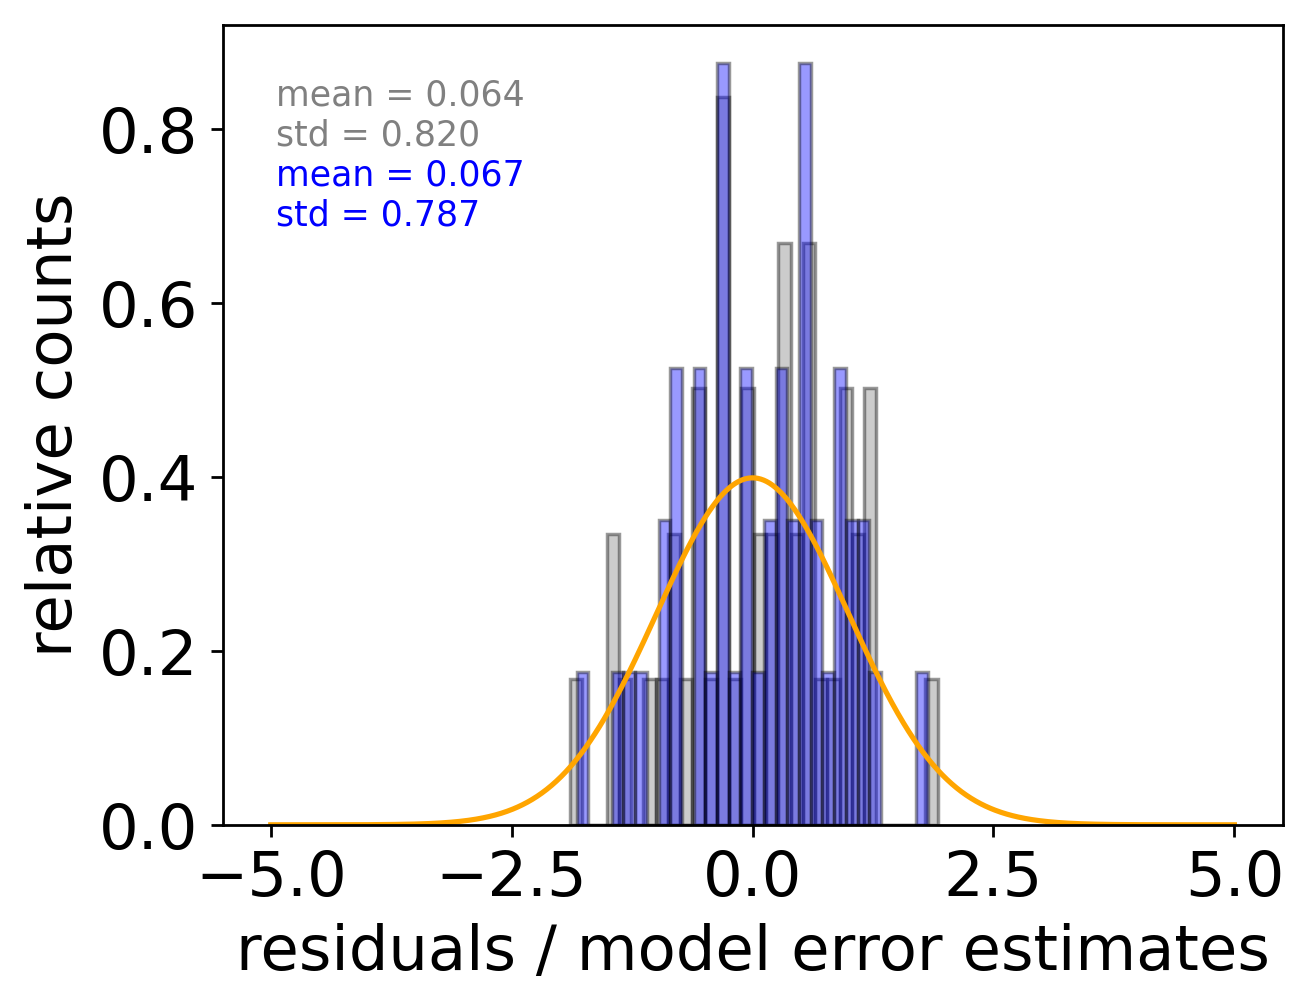 mean = 0.064
std = 0.820
mean = 0.067
std = 0.787
relative counts
0.8
0.6
0.4
0.2
0.0
−5.0 −2.5 0.0 2.5 5.0
residuals / model error estimates